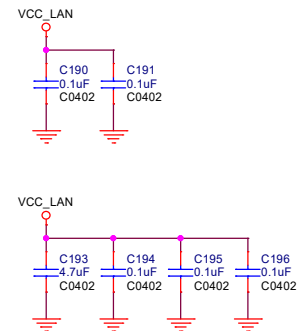 VCC_LAN
C190
0.1uF
C0402
C191
0.1uF
C0402
VCC_LAN
C193
4.7uF
C0402
C194
0.1uF
C0402
C195
0.1uF
C0402
C196
0.1uF
C0402